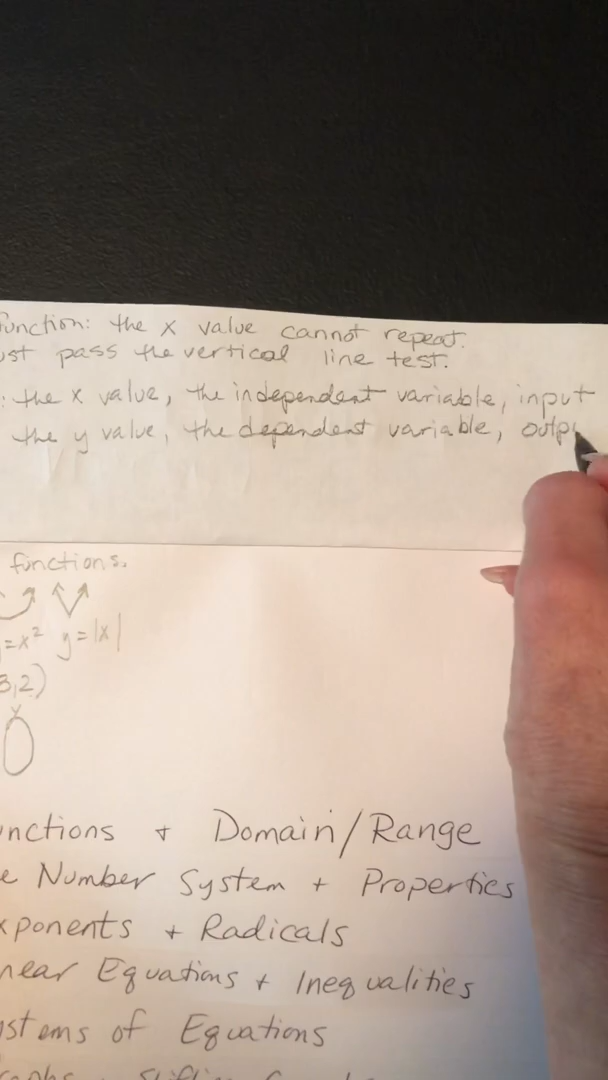 function: the x value cannot repeat.
pass the vertical line test.
: the x value, the independent variable, input
the y value, the dependent variable, outp
functions.
=x² y=|x|
3,2)
y
nctions + Domain/Range
e Number System + Properties
xponents + Radicals
near Equations + Inequalities
stems of Equations